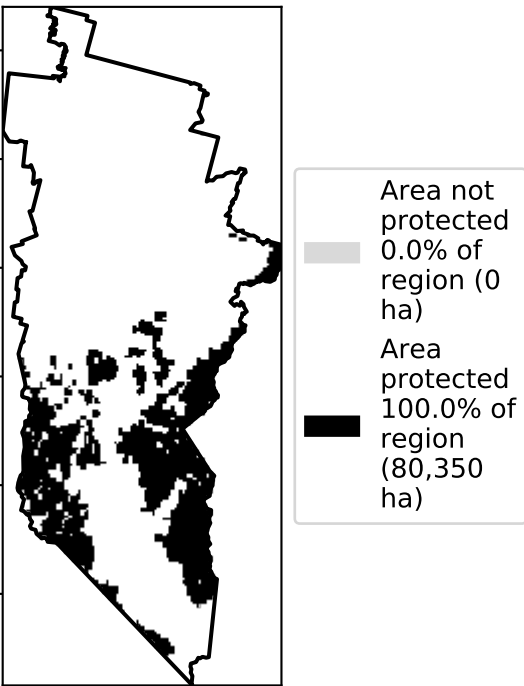 Area not
protected
0.0% of
region (0
ha)
Area
protected
100.0% of
region
(80,350
ha)